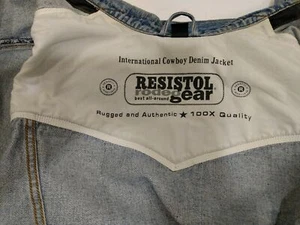 International Cowboy Denim Jacket
RESISTOL
rodeo gear
best all-around
Rugged and Authentic ★ 100X Quality